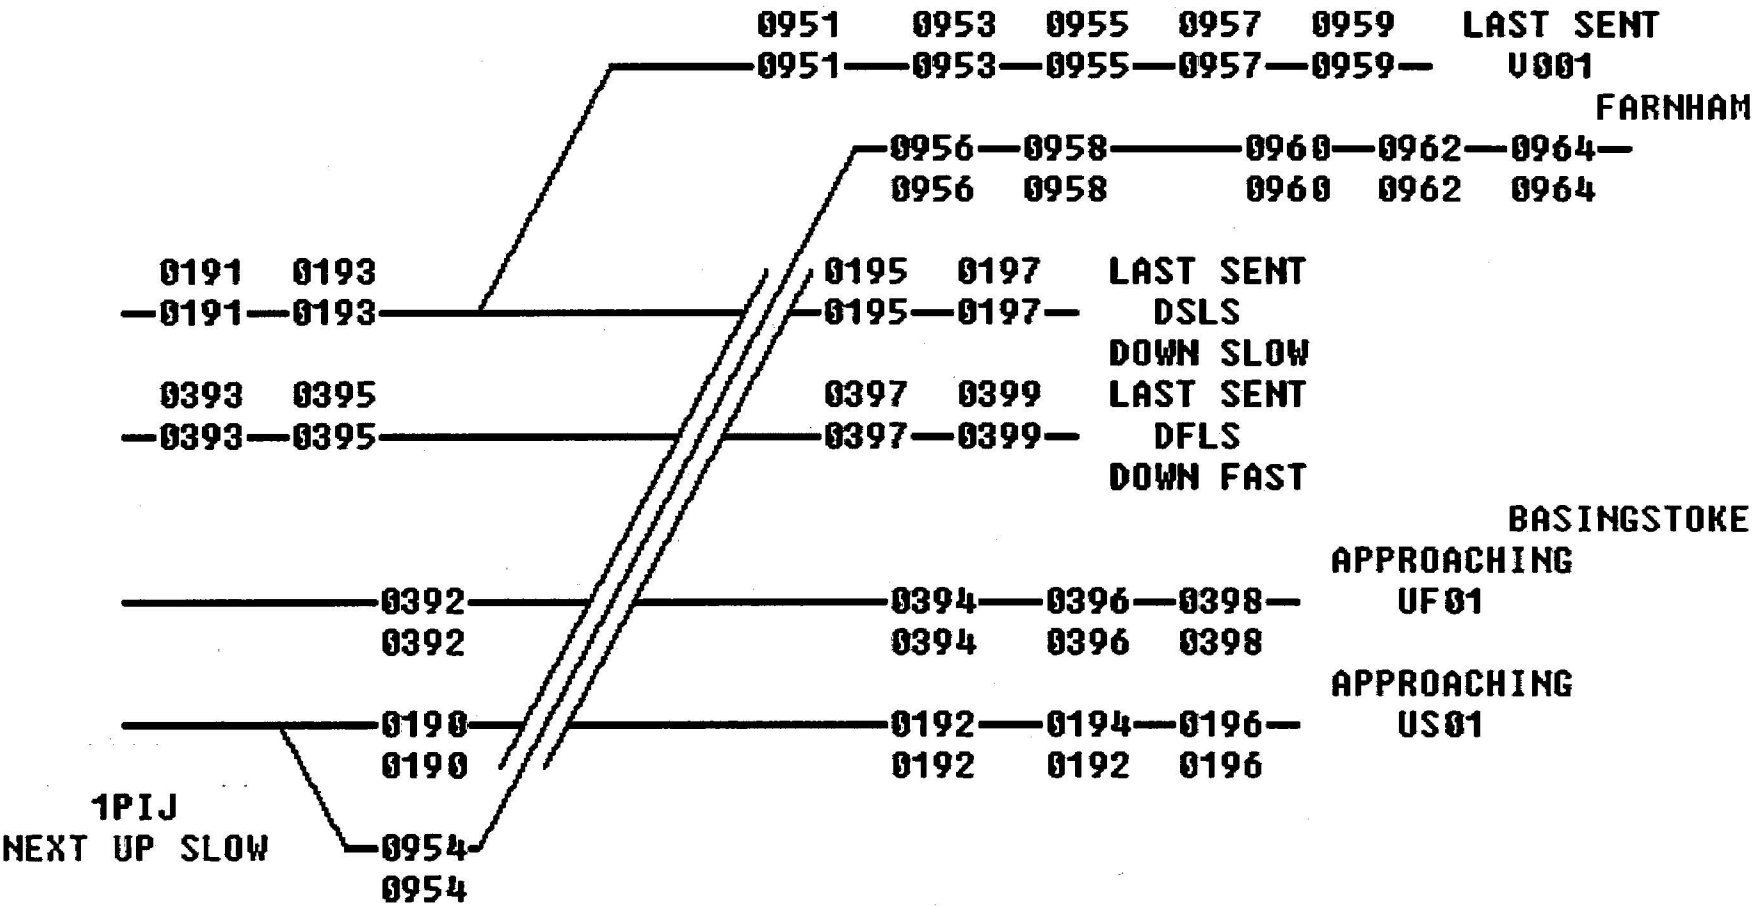 0951 0953 0955 0957 0959 LAST SENT
0951 0953 0955 0957 0959 V001
FARNHAM
0956 0958 0960 0962 0964
0956 0958 0960 0962 0964
0191 0193 0195 0197 LAST SENT
0191 0193 0195 0197 DSLS
DOWN SLOW
0393 0395 0397 0399 LAST SENT
0393 0395 0397 0399 DFLS
DOWN FAST
BASINGSTOKE
APPROACHING
0392 0394 0396 0398 UF01
0392 0394 0396 0398
APPROACHING
0190 0192 0194 0196 US01
0190 0192 0192 0196
1PIJ
NEXT UP SLOW 0954
0954